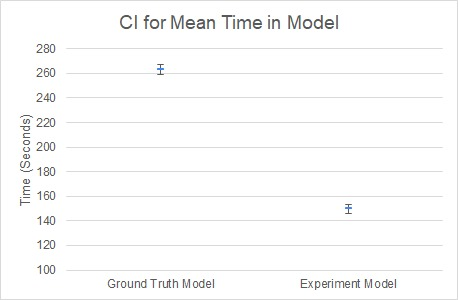 CI for Mean Time in Model
280
260
240
220
200
180
160
140
120
100
Time (Seconds)
Ground Truth Model
Experiment Model